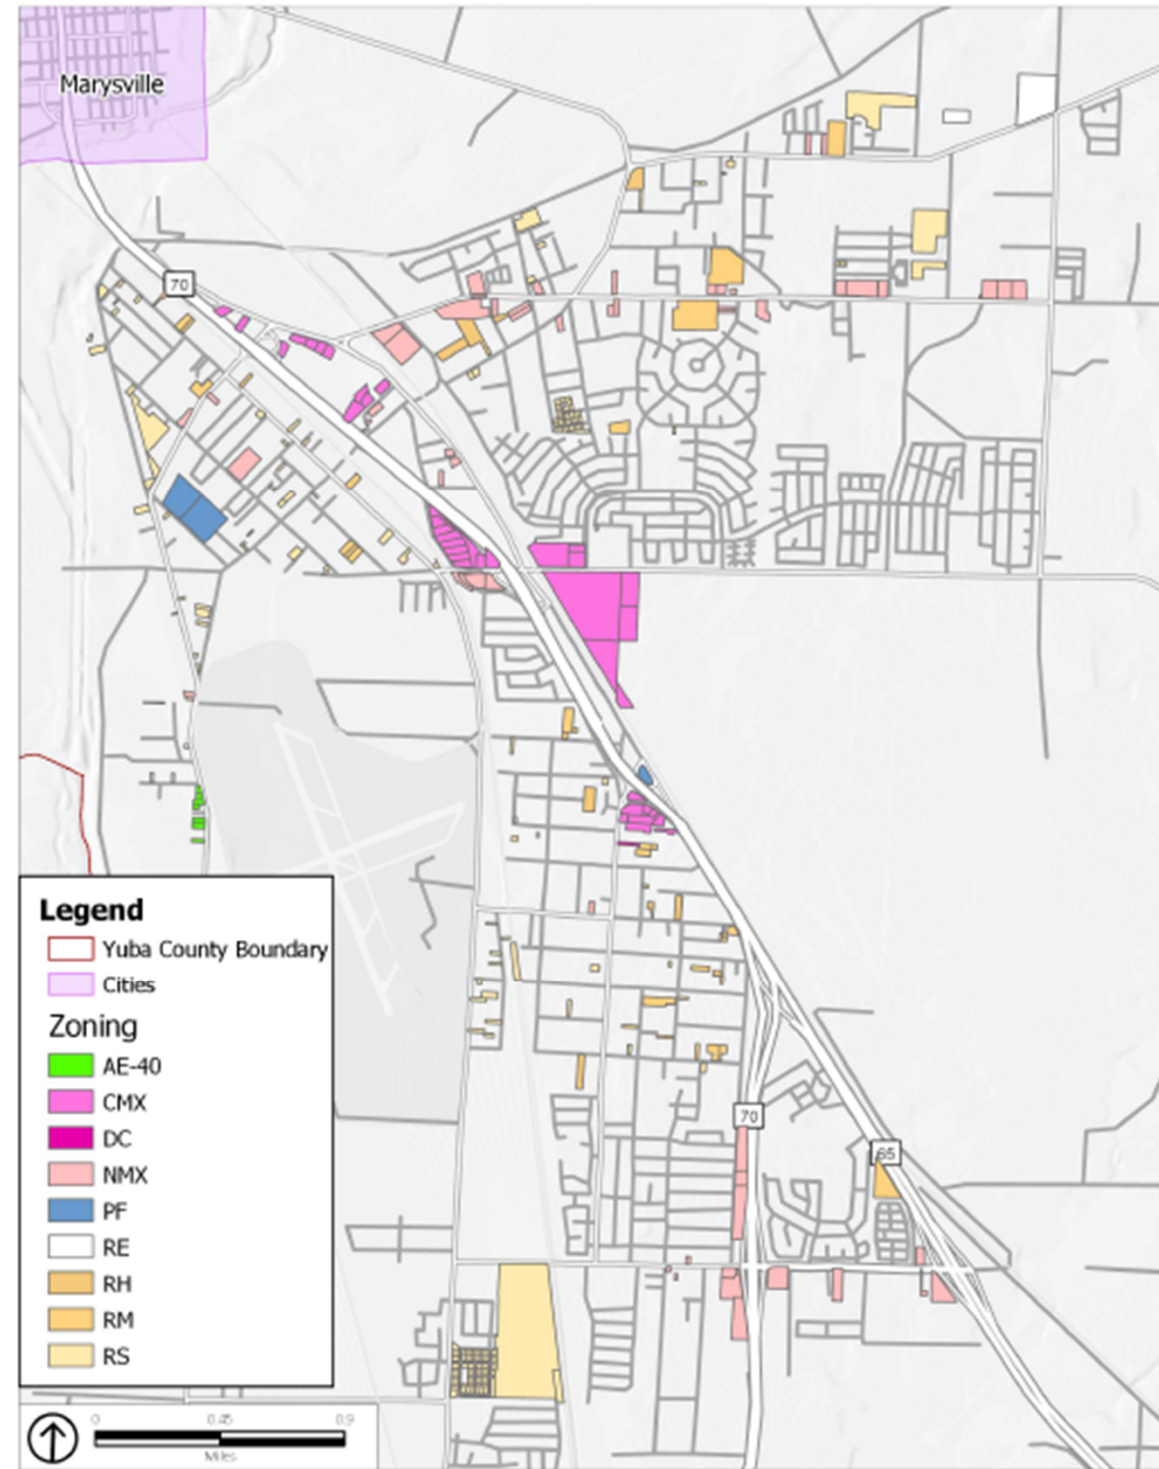 Marysville
70
70
65
Legend
Yuba County Boundary
Cities
Zoning
AE-40
CMX
DC
NMX
PF
RE
RH
RM
RS
0 0.45 0.9
Miles